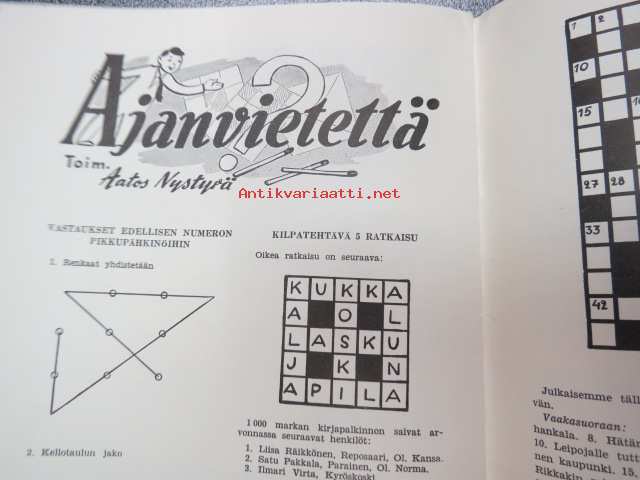 Ajanvietettä
Toim.
Aatos Nystyrä
Antikvariaatti.net
VASTAUKSET EDELLISEN NUMERON
PIKKUPÄHKINÖIHIN
1. Renkaat yhdistetään
2. Kellotaulun jako
KILPATEHTÄVÄ 5 RATKAISU
Oikea ratkaisu on seuraava:
KUKKA
A O L
LASKU
J K N
APILA
1 000 markan kirjapalkinnon saivat ar-
vonnassa seuraavat henkilöt:
1. Liisa Räikkönen, Reposaari, Ol. Kansa.
2. Satu Pakkala, Parainen, Ol. Norma.
3. Ilmari Virta, Kyröskoski
1 2
10
15
27 28
33
42
Julkaisemme täll
vän.
Vaakasuoraan:
hankala. 8. Hätär
10. Leipojalle tutt
nen kaupunki. 15.
Rikkakin